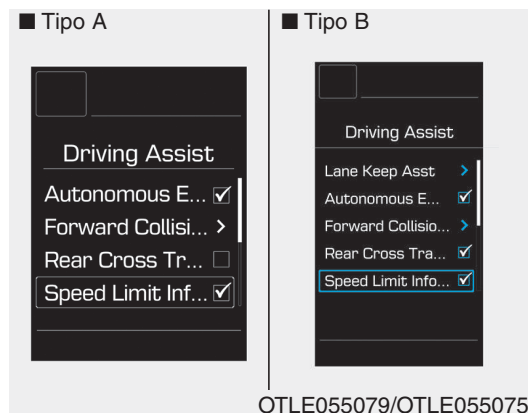 ■ Tipo A
Driving Assist
Autonomous E...
Forward Collisi... >
Rear Cross Tr...
Speed Limit Inf...
■ Tipo B
Driving Assist
Lane Keep Asst >
Autonomous E...
Forward Collisio... >
Rear Cross Tra...
Speed Limit Info...
OTLE055079/OTLE055075